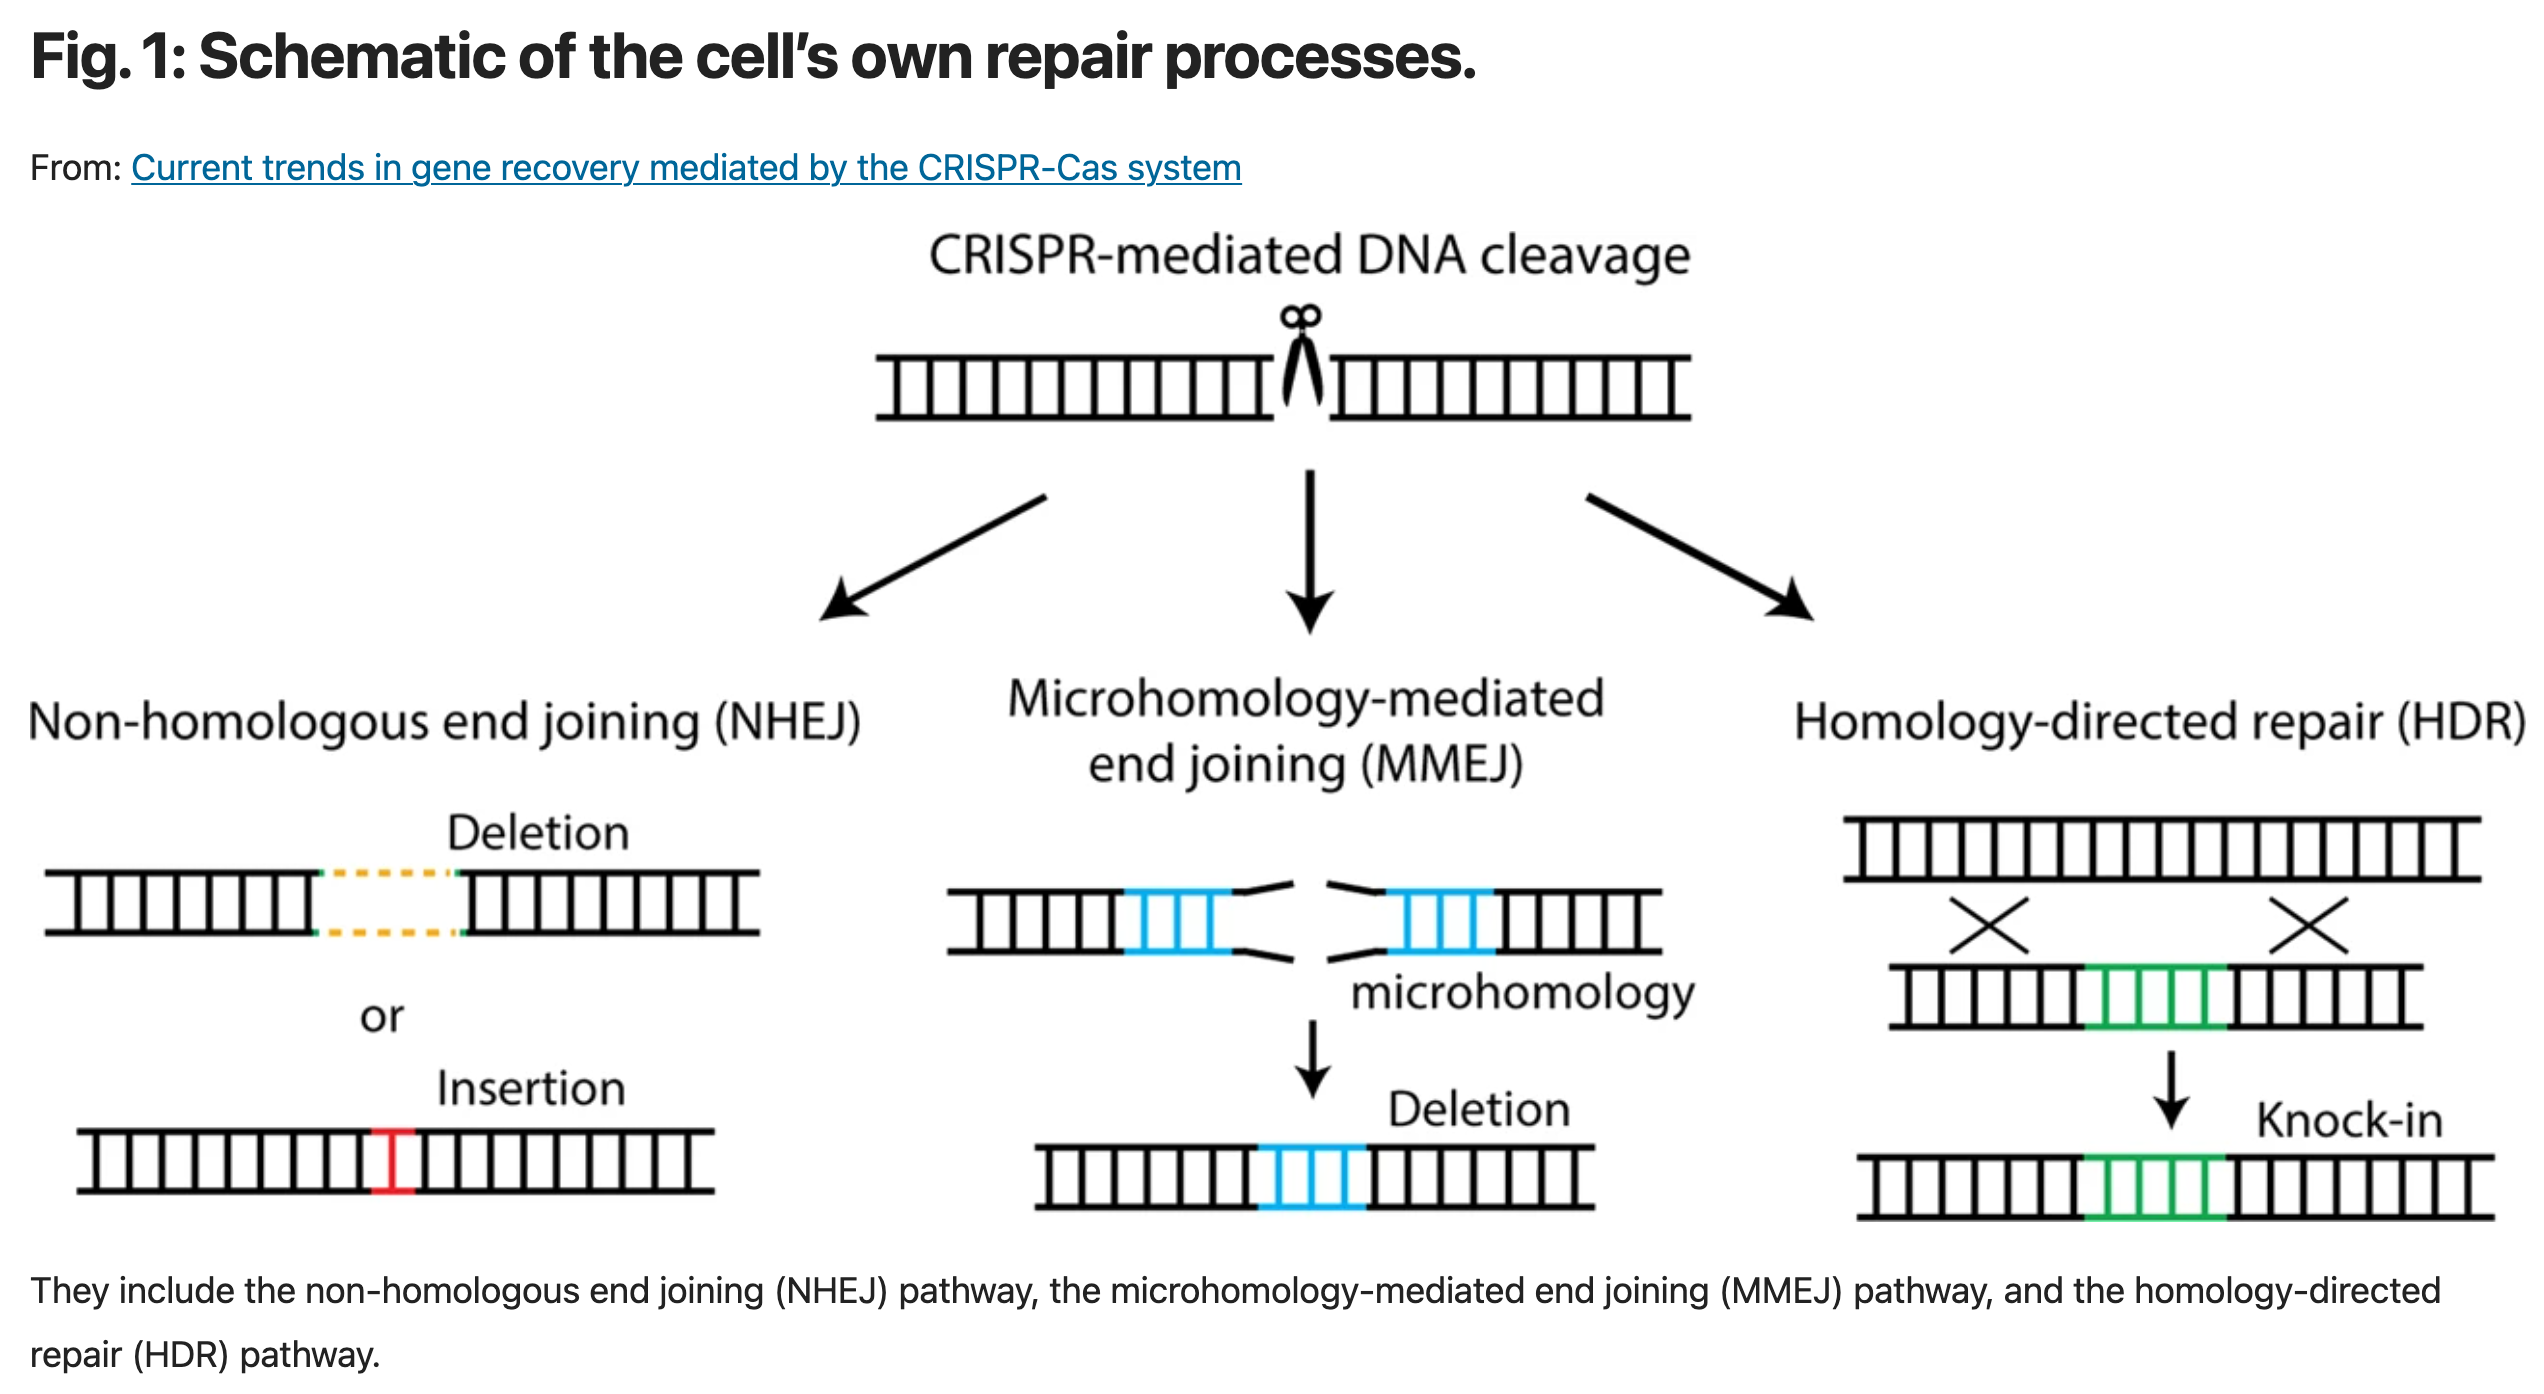 Fig. 1: Schematic of the cell’s own repair processes.
From: Current trends in gene recovery mediated by the CRISPR-Cas system
CRISPR-mediated DNA cleavage
Non-homologous end joining (NHEJ)
Deletion
or
Insertion
Microhomology-mediated
end joining (MMEJ)
microhomology
Deletion
Homology-directed repair (HDR)
Knock-in
They include the non-homologous end joining (NHEJ) pathway, the microhomology-mediated end joining (MMEJ) pathway, and the homology-directed
repair (HDR) pathway.